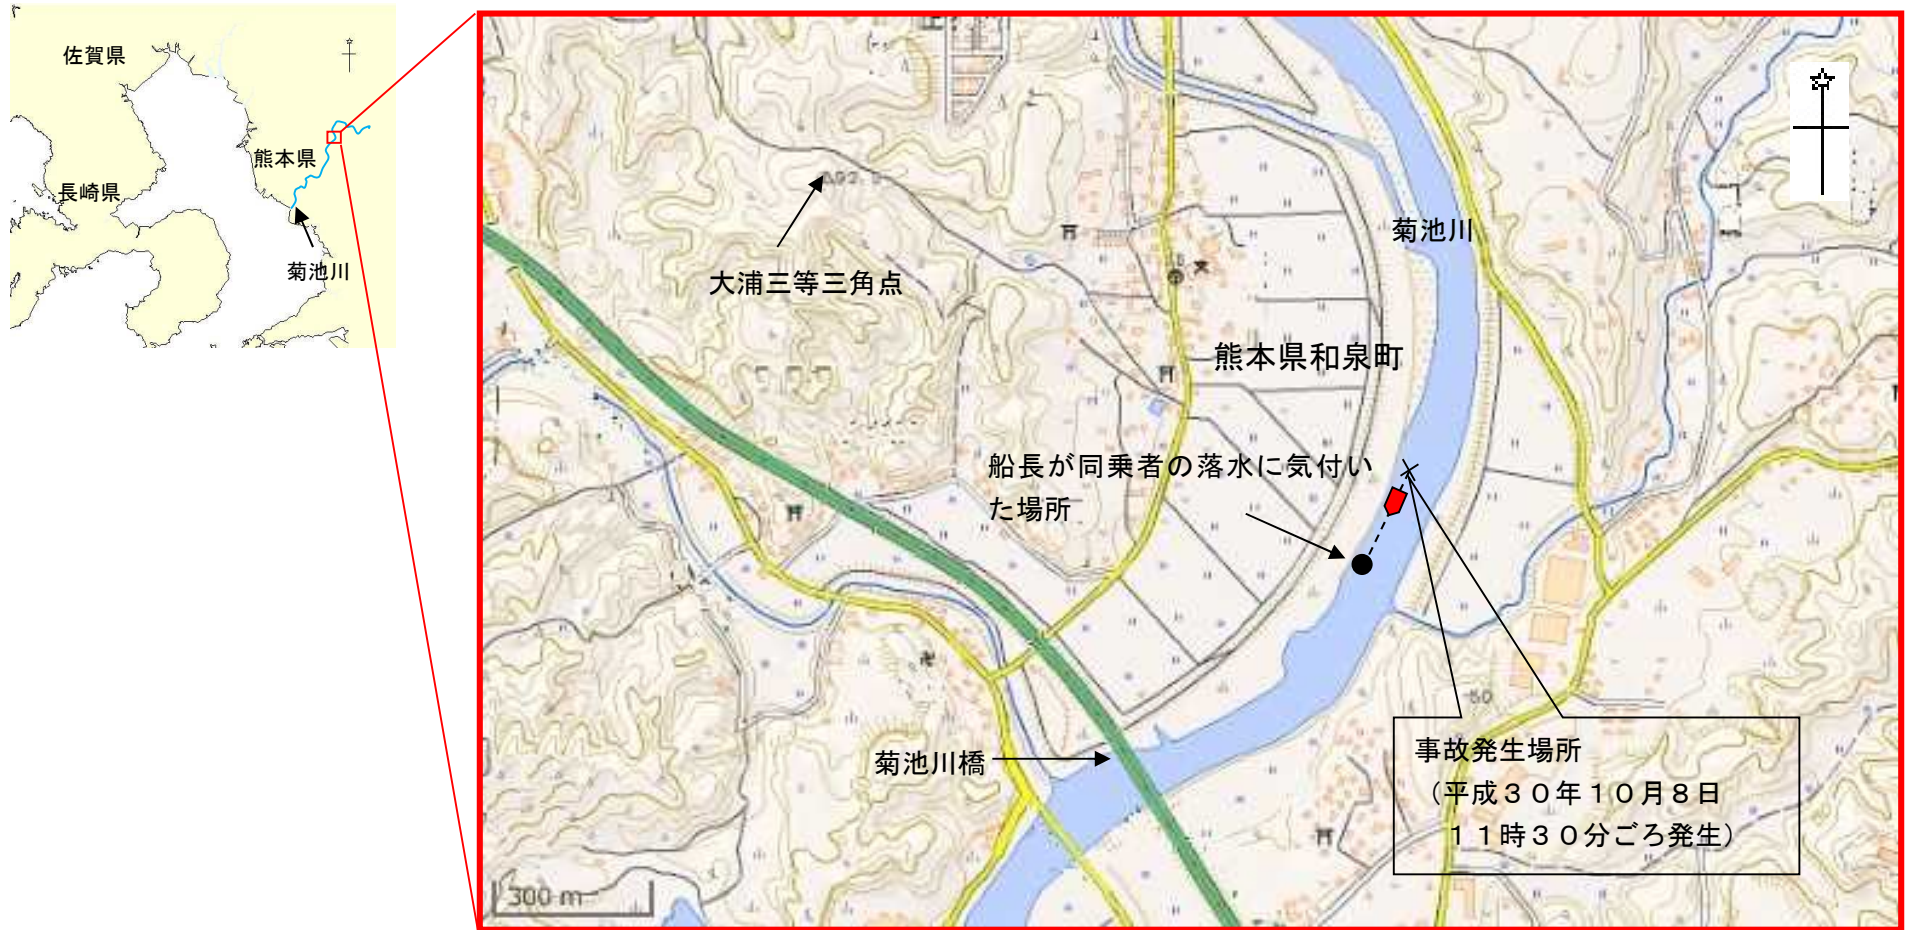 佐賀県
熊本県
長崎県
菊池川
菊池川
大浦三等三角点
熊本県和泉町
船長が同乗者の落水に気付い
た場所
50
菊池川橋
事故発生場所
（平成３０年１０月８日
１１時３０分ごろ発生）
300 m